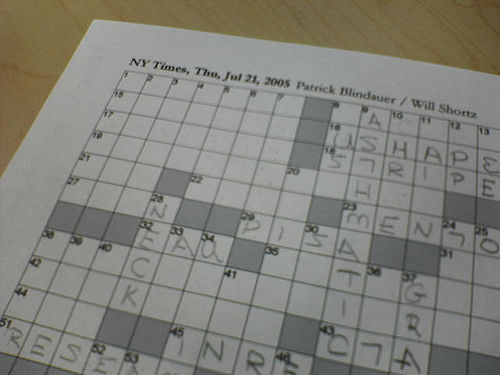 NY Times, Thu, Jul 21, 2005 Patrick Blindauer / Will Shortz
1 2 3 4 5 6 7 8 9 10 11 12 13
A
15 16
U S H A P
17 18
S T R I P E
19 20
H
21 22 23 24 25
M E N T O
27 28 29 31
N P I S A
32 33 34 35 36 37
E A U T G
38 39 40 41
C I R
42 43
K C T A
44 45 46
I N R E
51 52 53
R E S E A